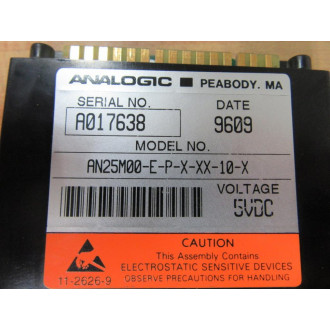 ANALOGIC ■ PEABODY, MA
SERIAL NO. DATE
A017638 9609
MODEL NO.
AN25M00-E-P-X-XX-10-X
VOLTAGE
5VDC
CAUTION
This Assembly Contains
ELECTROSTATIC SENSITIVE DEVICES
11-2626-9 OBSERVE PRECAUTIONS FOR HANDLING